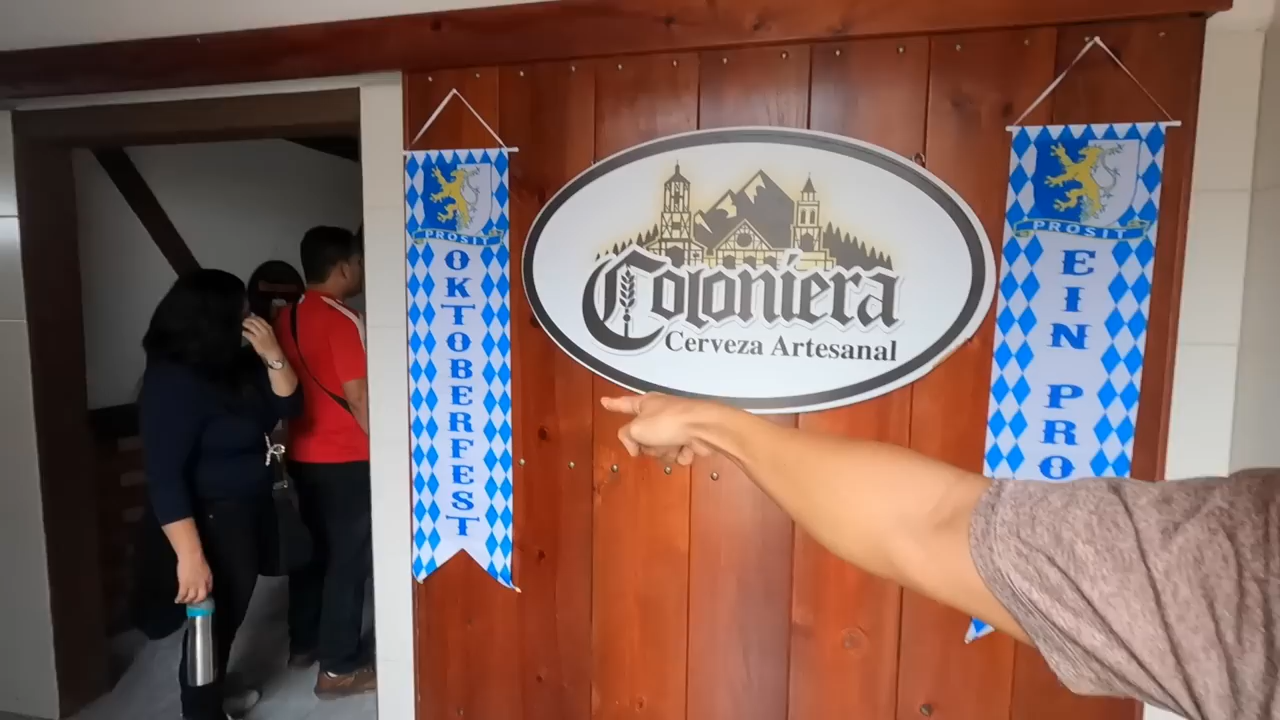 PROSIT
OKTOBERFEST
Coloniera
Cerveza Artesanal
PROSIT
EIN PRO